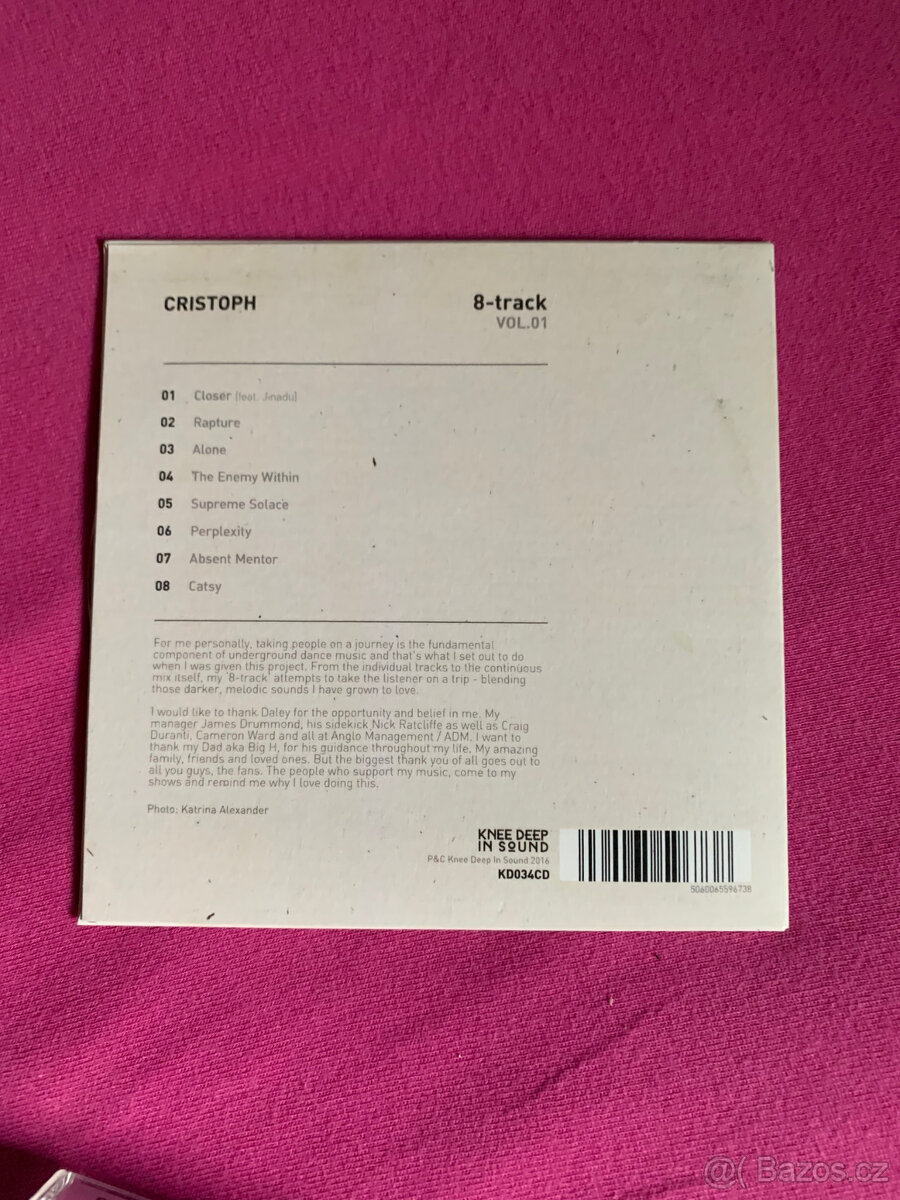 CRISTOPH 8-track
VOL.01
01 Closer (feat. Jinadu)
02 Rapture
03 Alone
04 The Enemy Within
05 Supreme Solace
06 Perplexity
07 Absent Mentor
08 Catsy
For me personally, taking people on a journey is the fundamental
component of underground dance music and that's what I set out to do
when I was given this project. From the individual tracks to the continuous
mix itself, my '8-track' attempts to take the listener on a trip - blending
those darker, melodic sounds I have grown to love.
I would like to thank Daley for the opportunity and belief in me. My
manager James Drummond, his sidekick Nick Ratcliffe as well as Craig
Duranti, Cameron Ward and all at Anglo Management / ADM. I want to
thank my Dad aka Big H, for his guidance throughout my life. My amazing
family, friends and loved ones. But the biggest thank you of all goes out to
all you guys, the fans. The people who support my music, come to my
shows and remind me why I love doing this.
Photo: Katrina Alexander
KNEE DEEP
IN SOUND
P&C Knee Deep In Sound 2016
KD034CD
5060065596738
@( Bazoš.cz